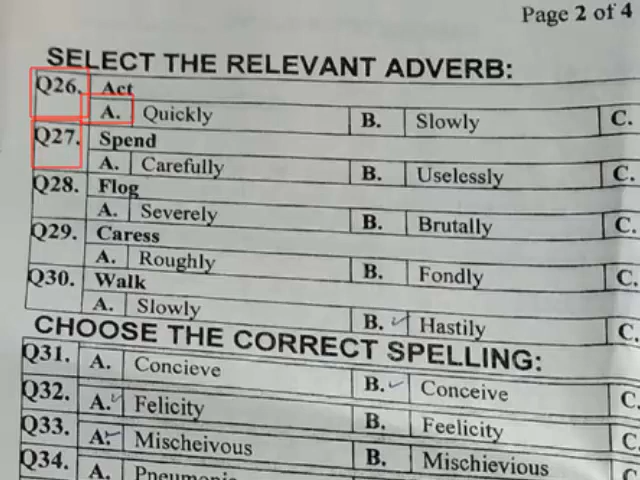 Page 2 of 4
SELECT THE RELEVANT ADVERB:
Q26. Act
A. Quickly B. Slowly C.
Q27. Spend
A. Carefully B. Uselessly C.
Q28. Flog
A. Severely B. Brutally C.
Q29. Caress
A. Roughly B. Fondly C.
Q30. Walk
A. Slowly B. Hastily C.
CHOOSE THE CORRECT SPELLING:
Q31. A. Concieve B. Conceive C.
Q32. A. Felicity B. Feelicity C.
Q33. A. Mischeivous B. Mischievious C.
Q34. A. Pneumonia